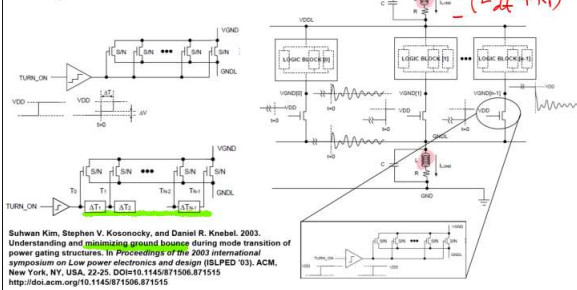 VGND
S/N S/N ••• S/N S/N
GNDL
TURN_ON
VDD VDD ΔT
ΔV
t=0
VGND
S/N S/N ••• S/N S/N
GNDL
T0 T1 TN-2 TN-1
TURN_ON ΔT1 ΔT2 ΔTN-1
Suhwan Kim, Stephen V. Kosonocky, and Daniel R. Knebel. 2003.
Understanding and minimizing ground bounce during mode transition of
power gating structures. In Proceedings of the 2003 international
symposium on Low power electronics and design (ISLPED '03). ACM,
New York, NY, USA, 22-25. DOI=10.1145/871506.871515
http://doi.acm.org/10.1145/871506.871515
C R
VDDL
LOGIC BLOCK[0] LOGIC BLOCK[1] ••• LOGIC BLOCK[n-1]
VGND[0] VGND[1] VGND[n-1]
VDD VDD VDD
t=0 t=0 t=0
GNDL
C L
R
GND
VGND
S/N S/N ••• S/N S/N
GNDL
TURN_ON